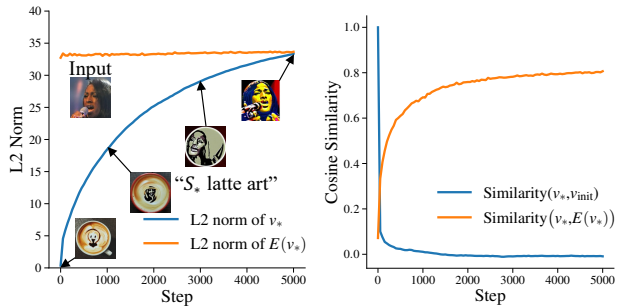 40
35
30
25
20
15
10
5
0
L2 Norm
Input
"S* latte art"
L2 norm of v*
L2 norm of E(v*)
0 1000 2000 3000 4000 5000
Step
1.0
0.8
0.6
0.4
0.2
0.0
Cosine Similarity
Similarity(v*,vinit)
Similarity(v*,E(v*))
0 1000 2000 3000 4000 5000
Step